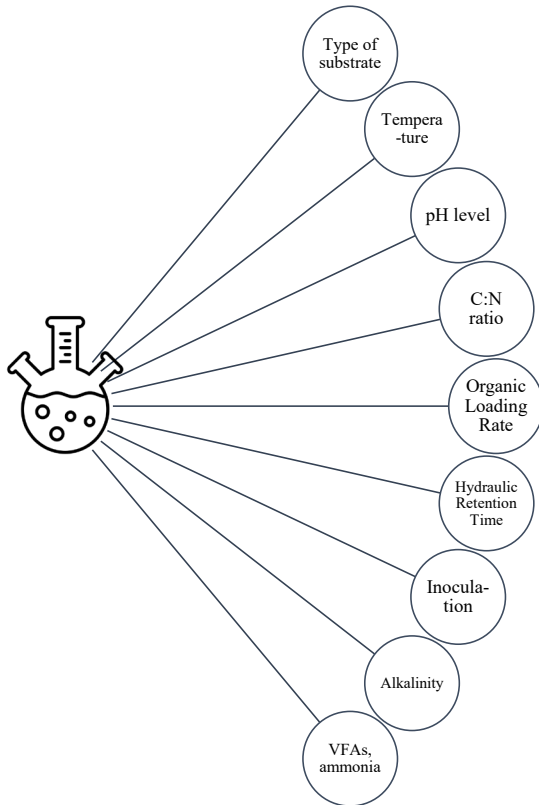 Type of
substrate
Tempera
-ture
pH level
C:N
ratio
Organic
Loading
Rate
Hydraulic
Retention
Time
Inocula-
tion
Alkalinity
VFAs,
ammonia